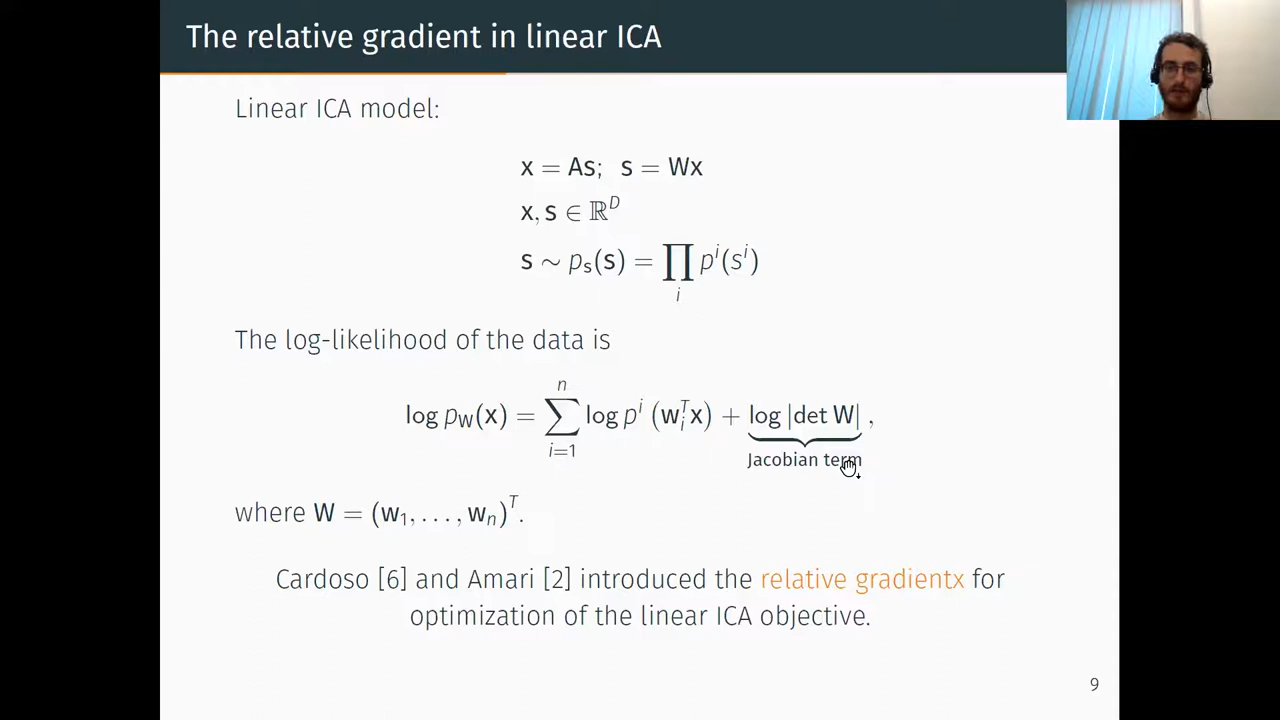 The relative gradient in linear ICA
Linear ICA model:
x = As; s = Wx
x, s ∈ ℝ^D
s ∼ p_s(s) = ∏_i p^i(s^i)
The log-likelihood of the data is
log p_W(x) = ∑_{i=1}^{n} log p^i (w_i^T x) + log |det W| ,
Jacobian term
where W = (w_1, . . . , w_n)^T.
Cardoso [6] and Amari [2] introduced the relative gradientx for
optimization of the linear ICA objective.
9